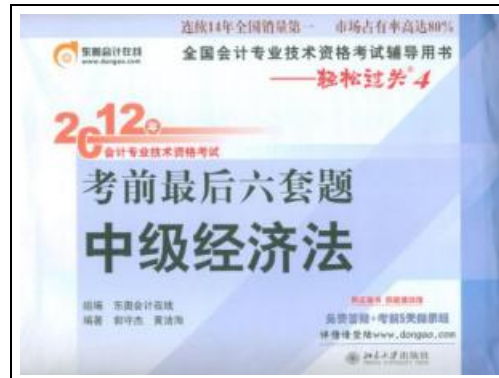 连续14年全国销量第一 市场占有率高达80%
东奥会计在线
www.dongao.com
全国会计专业技术资格考试辅导用书
——轻松过关®4
2012年
会计专业技术资格考试
考前最后六套题
中级经济法
组编 东奥会计在线
编著 郭守杰 黄洁洵
免费答疑+考前5天提示班
详情请登陆www.dongao.com
北京大学出版社